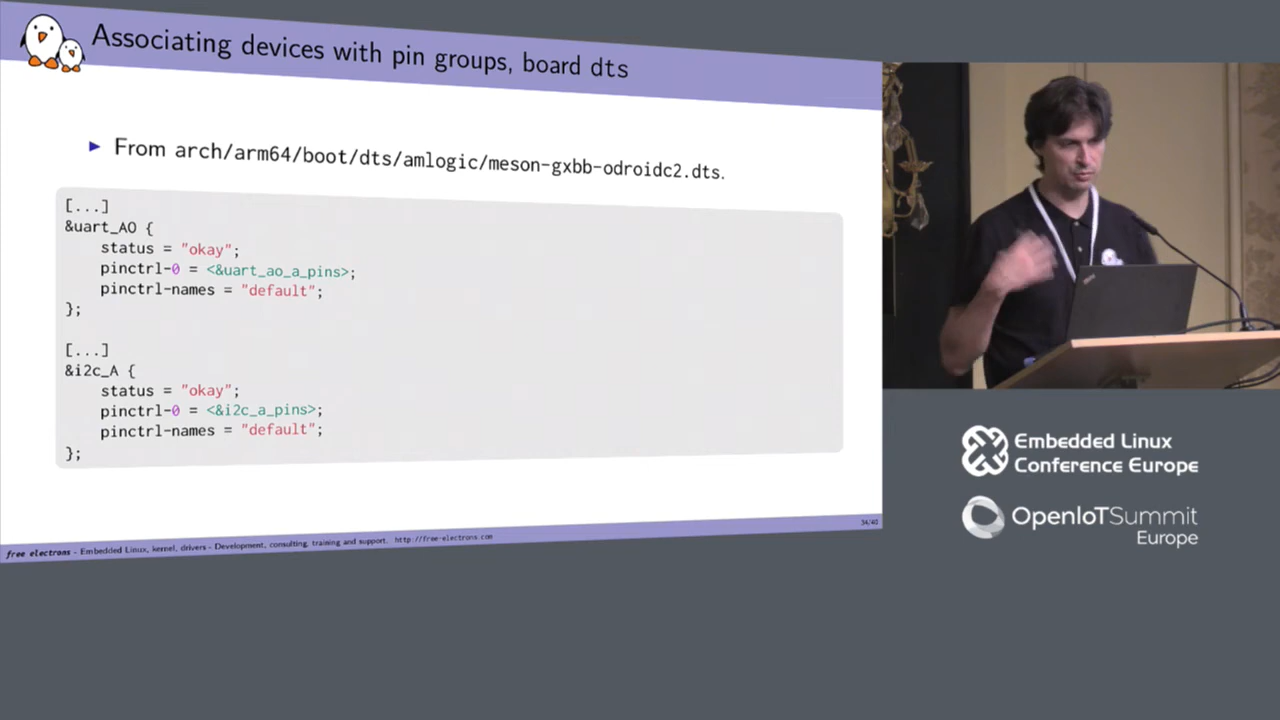 Associating devices with pin groups, board dts
From arch/arm64/boot/dts/amlogic/meson-gxbb-odroidc2.dts.
[...]
&uart_AO {
    status = "okay";
    pinctrl-0 = <&uart_ao_a_pins>;
    pinctrl-names = "default";
};
[...]
&i2c_A {
    status = "okay";
    pinctrl-0 = <&i2c_a_pins>;
    pinctrl-names = "default";
};
free electrons - Embedded Linux, kernel, drivers - Development, consulting, training and support. http://free-electrons.com
34/40
Embedded Linux
Conference Europe
OpenIoTSummit
Europe